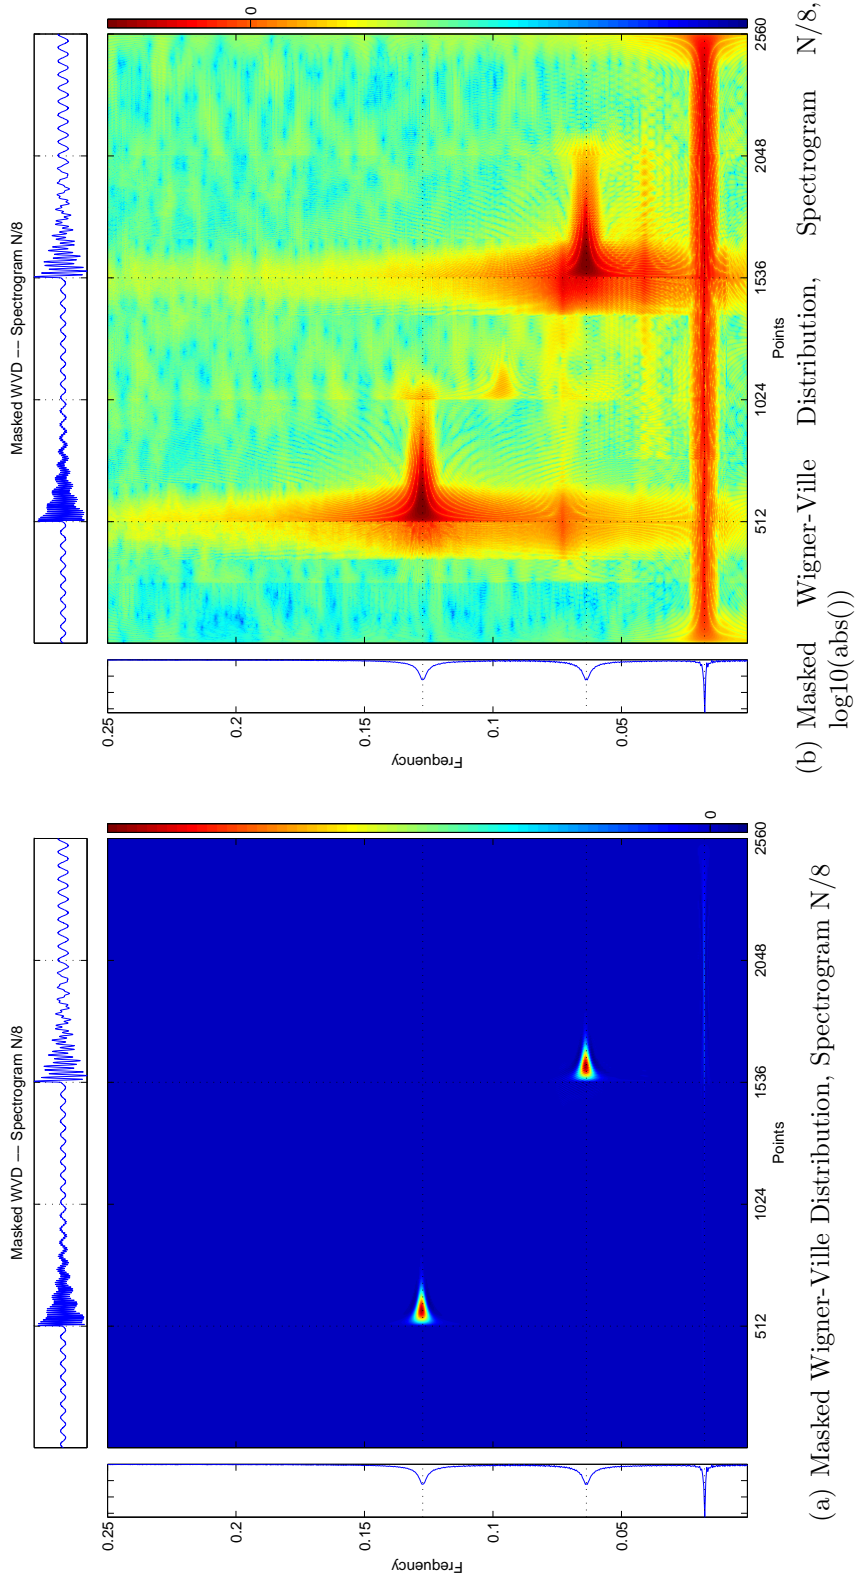 Masked WVD –– Spectrogram N/8
0.25
0.2
0.15
0.1
0.05
Frequency
512
1024
1536
2048
2560
Points
0
(a) Masked Wigner-Ville Distribution, Spectrogram N/8
Masked WVD –– Spectrogram N/8
0.25
0.2
0.15
0.1
0.05
Frequency
512
1024
1536
2048
2560
Points
0
(b) Masked Wigner-Ville Distribution, Spectrogram N/8,
log10(abs())